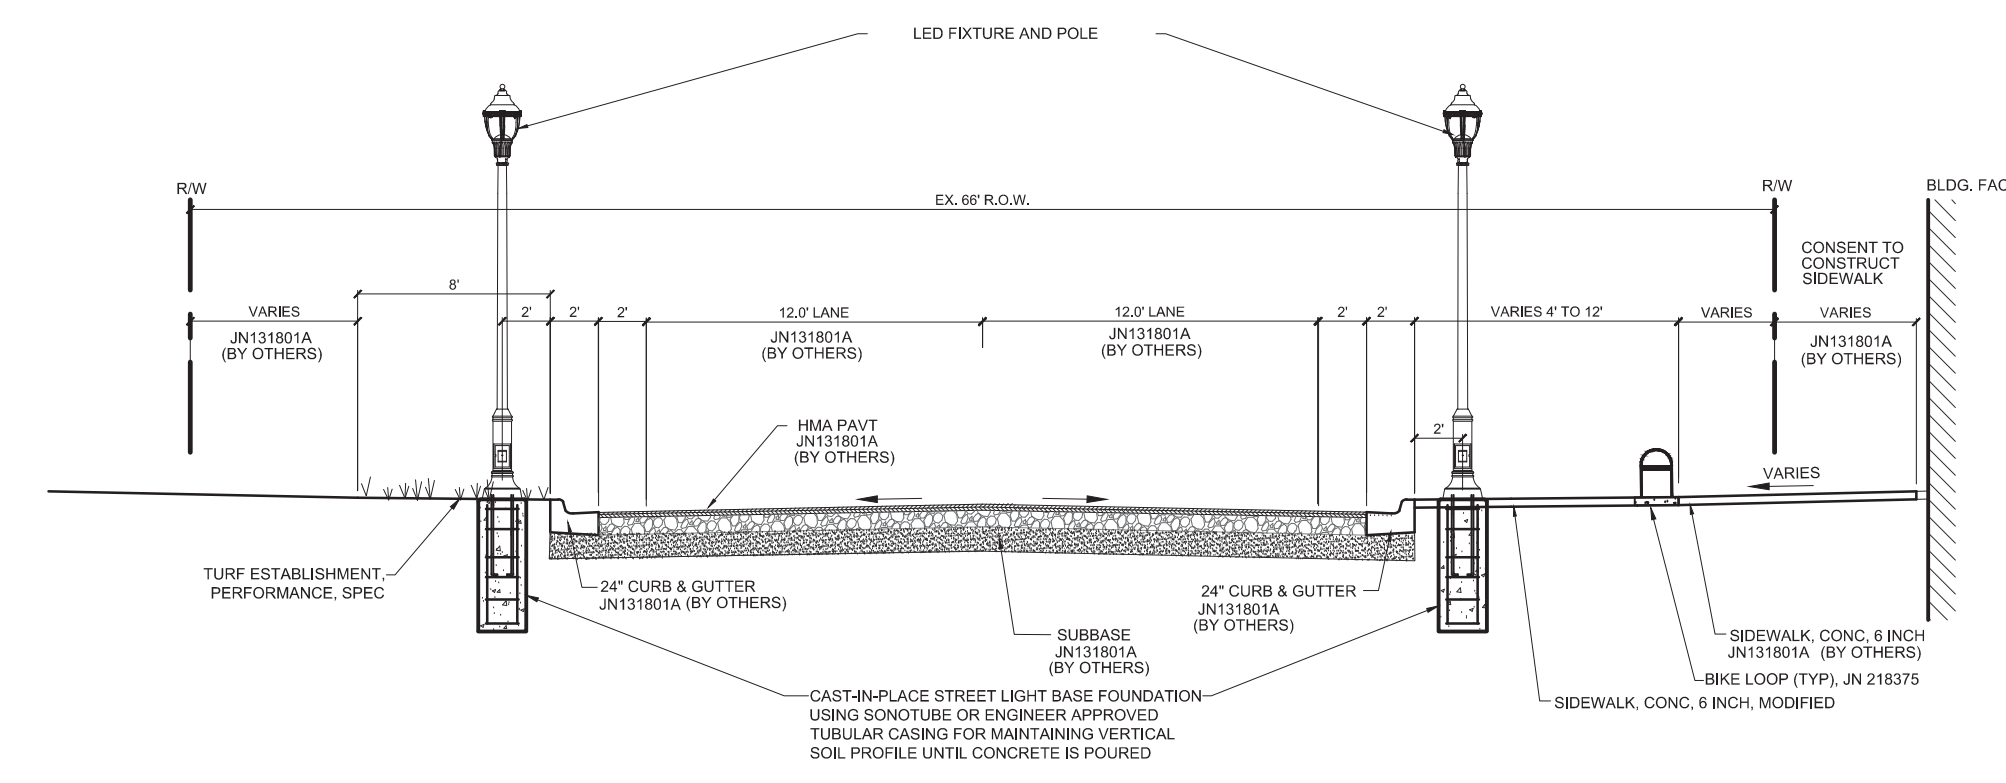 LED FIXTURE AND POLE
R/W
R/W
BLDG. FAC
EX. 66' R.O.W.
CONSENT TO
CONSTRUCT
SIDEWALK
8'
VARIES
2'
2'
2'
12.0' LANE
12.0' LANE
2'
2'
VARIES 4' TO 12'
VARIES
VARIES
JN131801A
(BY OTHERS)
JN131801A
(BY OTHERS)
JN131801A
(BY OTHERS)
JN131801A
(BY OTHERS)
HMA PAVT
JN131801A
(BY OTHERS)
2'
VARIES
TURF ESTABLISHMENT,
PERFORMANCE, SPEC
24" CURB & GUTTER
JN131801A (BY OTHERS)
24" CURB & GUTTER
JN131801A
(BY OTHERS)
SUBBASE
JN131801A
(BY OTHERS)
SIDEWALK, CONC, 6 INCH
JN131801A (BY OTHERS)
BIKE LOOP (TYP), JN 218375
SIDEWALK, CONC, 6 INCH, MODIFIED
CAST-IN-PLACE STREET LIGHT BASE FOUNDATION
USING SONOTUBE OR ENGINEER APPROVED
TUBULAR CASING FOR MAINTAINING VERTICAL
SOIL PROFILE UNTIL CONCRETE IS POURED